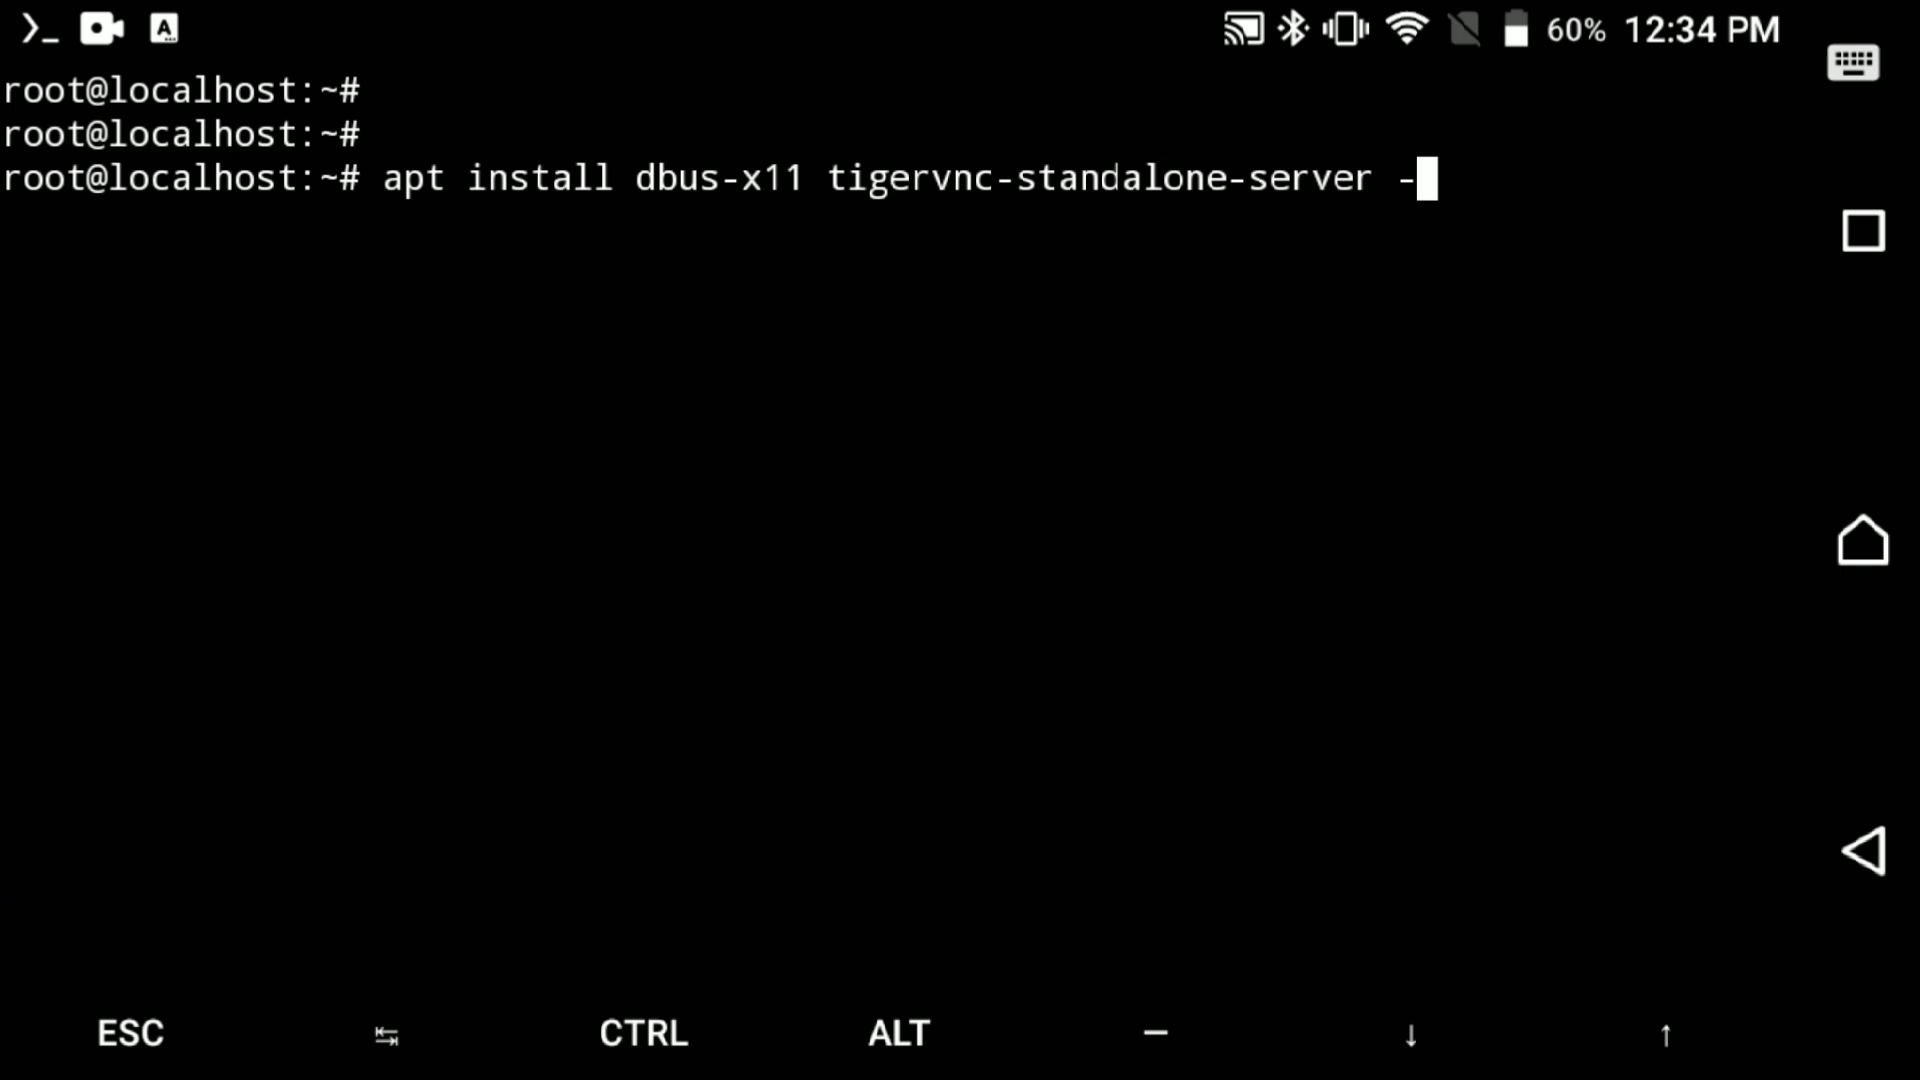 60% 12:34 PM
root@localhost:~#
root@localhost:~#
root@localhost:~# apt install dbus-x11 tigervnc-standalone-server -
ESC ↹ CTRL ALT — ↓ ↑